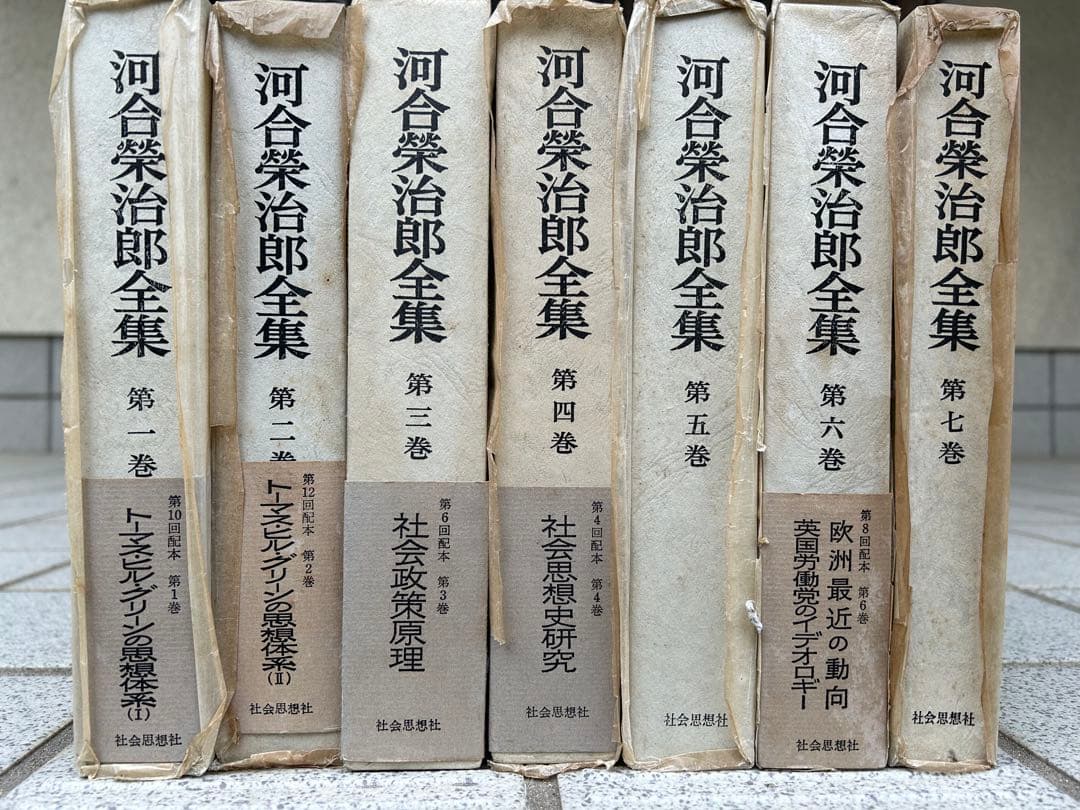 河合榮治郎全集
第一巻
第10回配本 第1巻
トーマス・ヒル・グリーンの思想体系(I)
社会思想社
河合榮治郎全集
第二巻
第12回配本 第2巻
トーマス・ヒル・グリーンの思想体系(II)
社会思想社
河合榮治郎全集
第三巻
第6回配本 第3巻
社会政策原理
社会思想社
河合榮治郎全集
第四巻
第4回配本 第4巻
社会思想史研究
社会思想社
河合榮治郎全集
第五巻
社会思想社
河合榮治郎全集
第六巻
第8回配本 第6巻
欧洲最近の動向
英国労働党のイデオロギー
社会思想社
河合榮治郎全集
第七巻
社会思想社